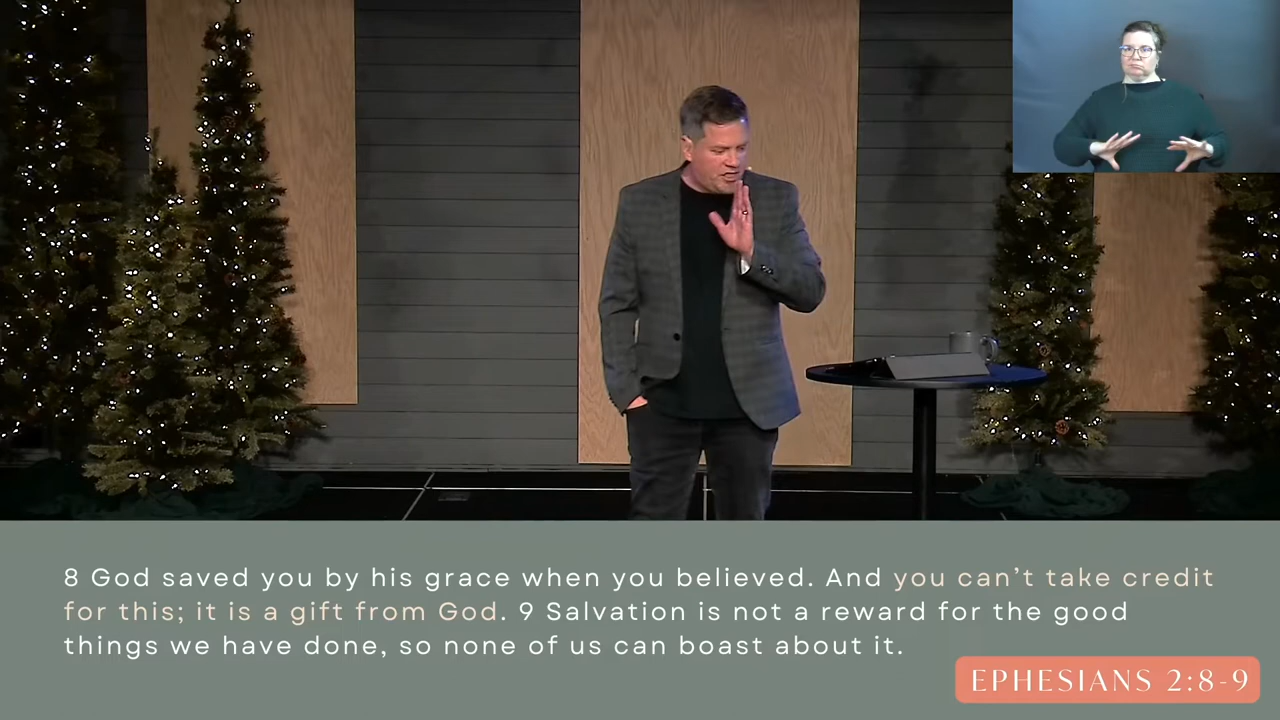 8 God saved you by his grace when you believed. And you can’t take credit
for this; it is a gift from God. 9 Salvation is not a reward for the good
things we have done, so none of us can boast about it.
EPHESIANS 2:8-9